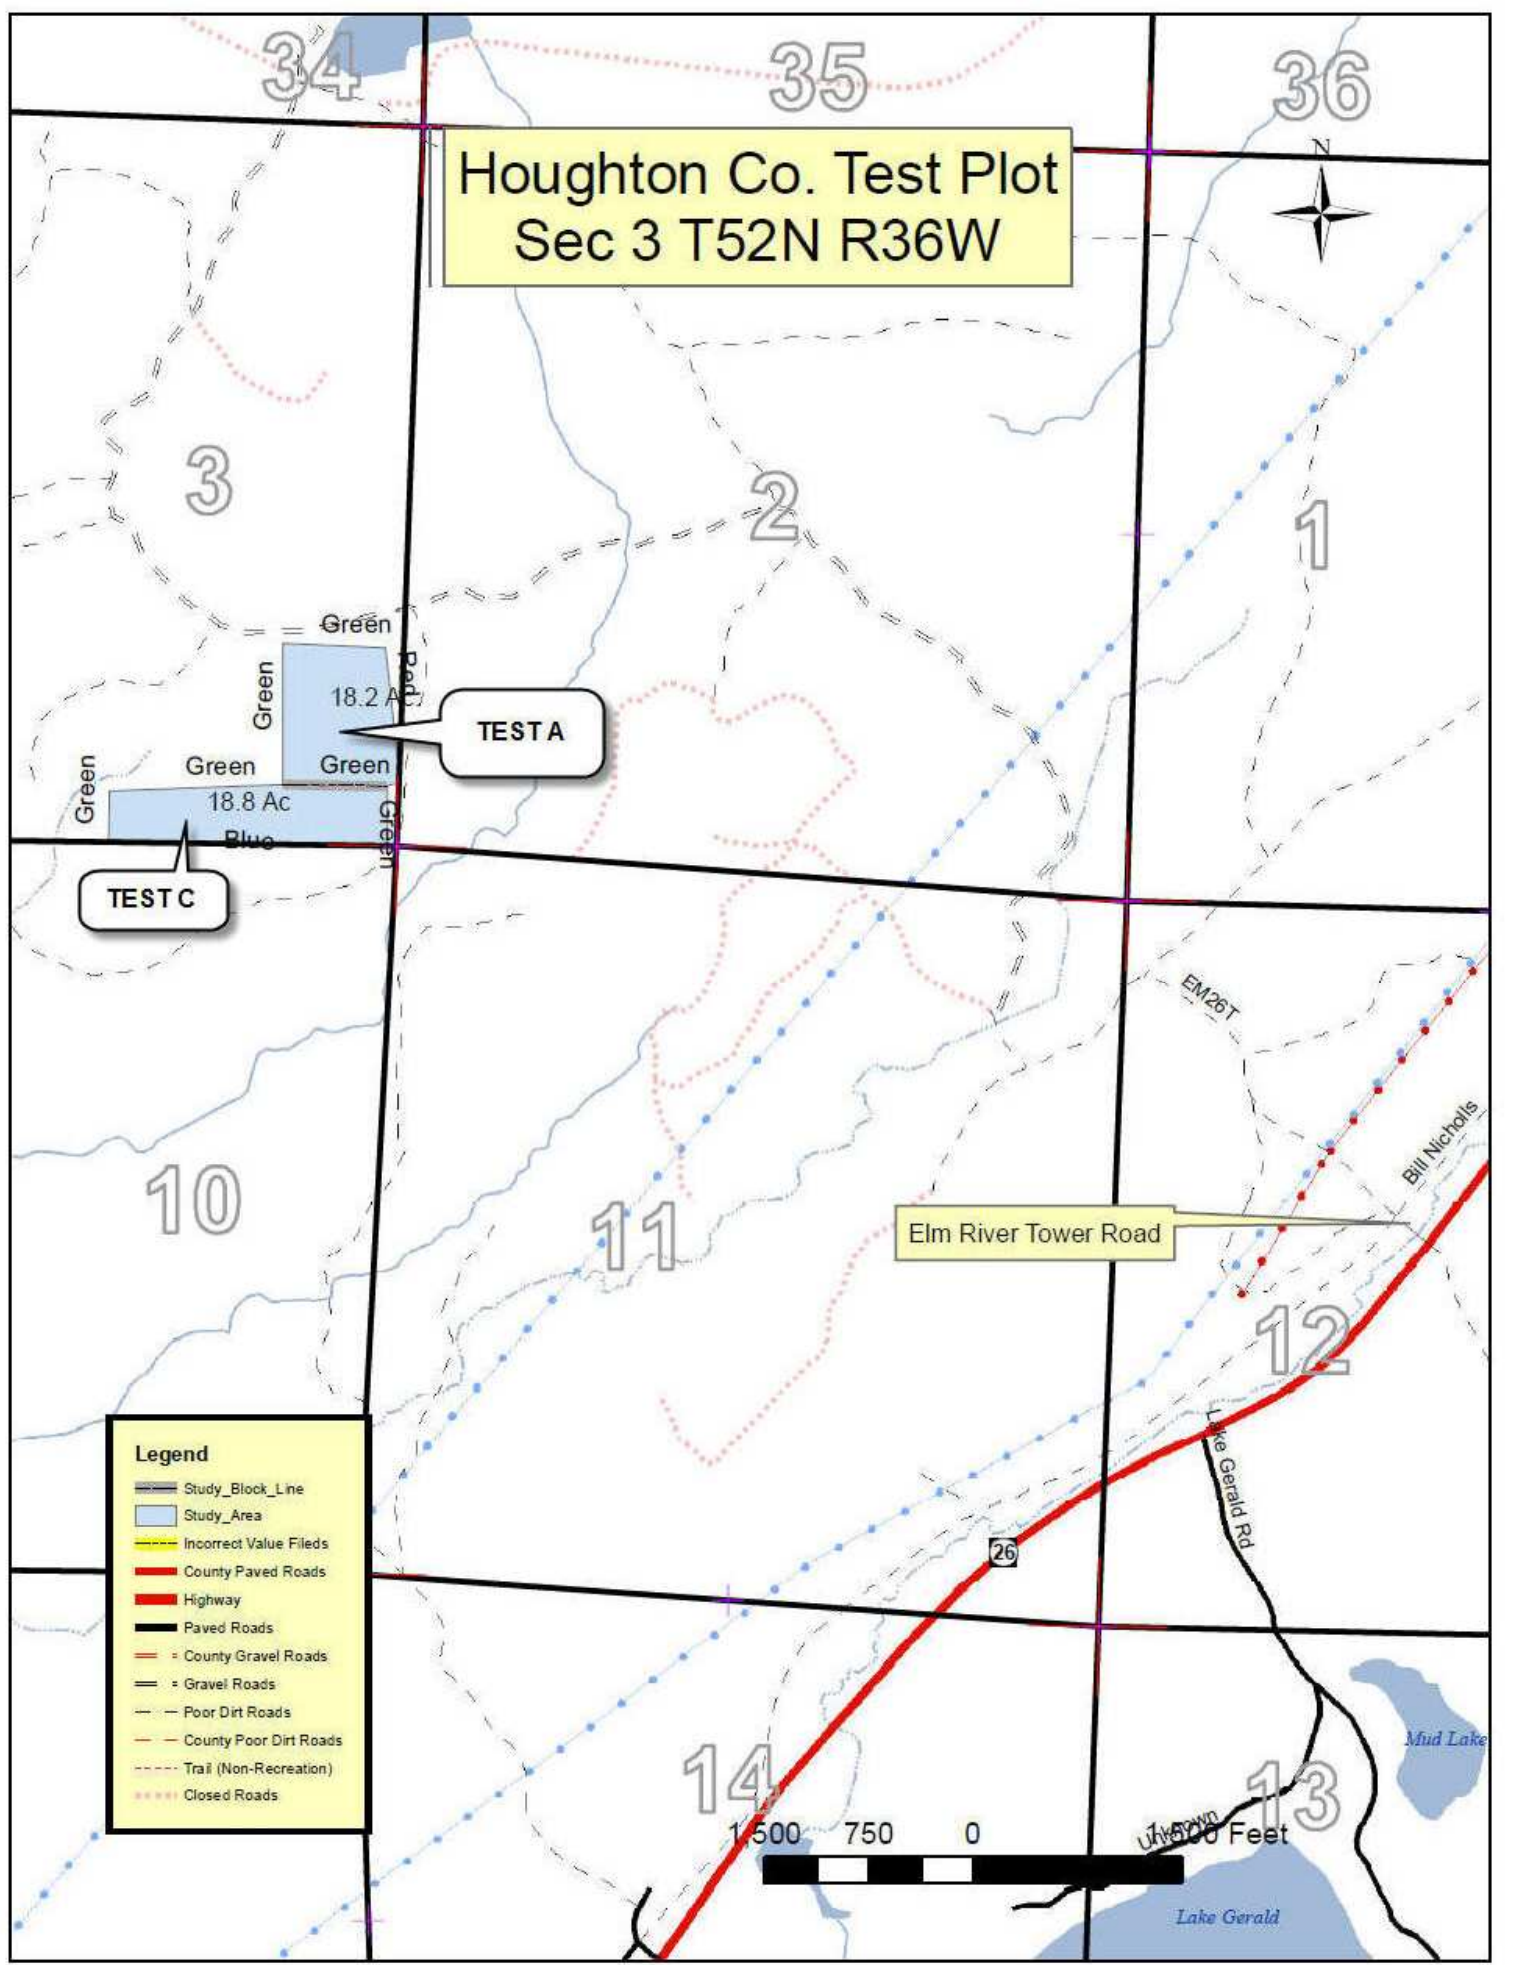 34
35
36
Houghton Co. Test Plot
Sec 3 T52N R36W
N
3
2
1
Green
Green
Red
18.2 Ac.
TEST A
Green
Green
Green
18.8 Ac
Green
Blue
TEST C
EM26T
Bill Nicholls
10
11
Elm River Tower Road
12
Lake Gerald Rd
26
Legend
Study_Block_Line
Study_Area
Incorrect Value Fileds
County Paved Roads
Highway
Paved Roads
County Gravel Roads
Gravel Roads
Poor Dirt Roads
County Poor Dirt Roads
Trail (Non-Recreation)
Closed Roads
Mud Lake
14
13
1,500 750 0 1,500 Feet
Unknown
Lake Gerald